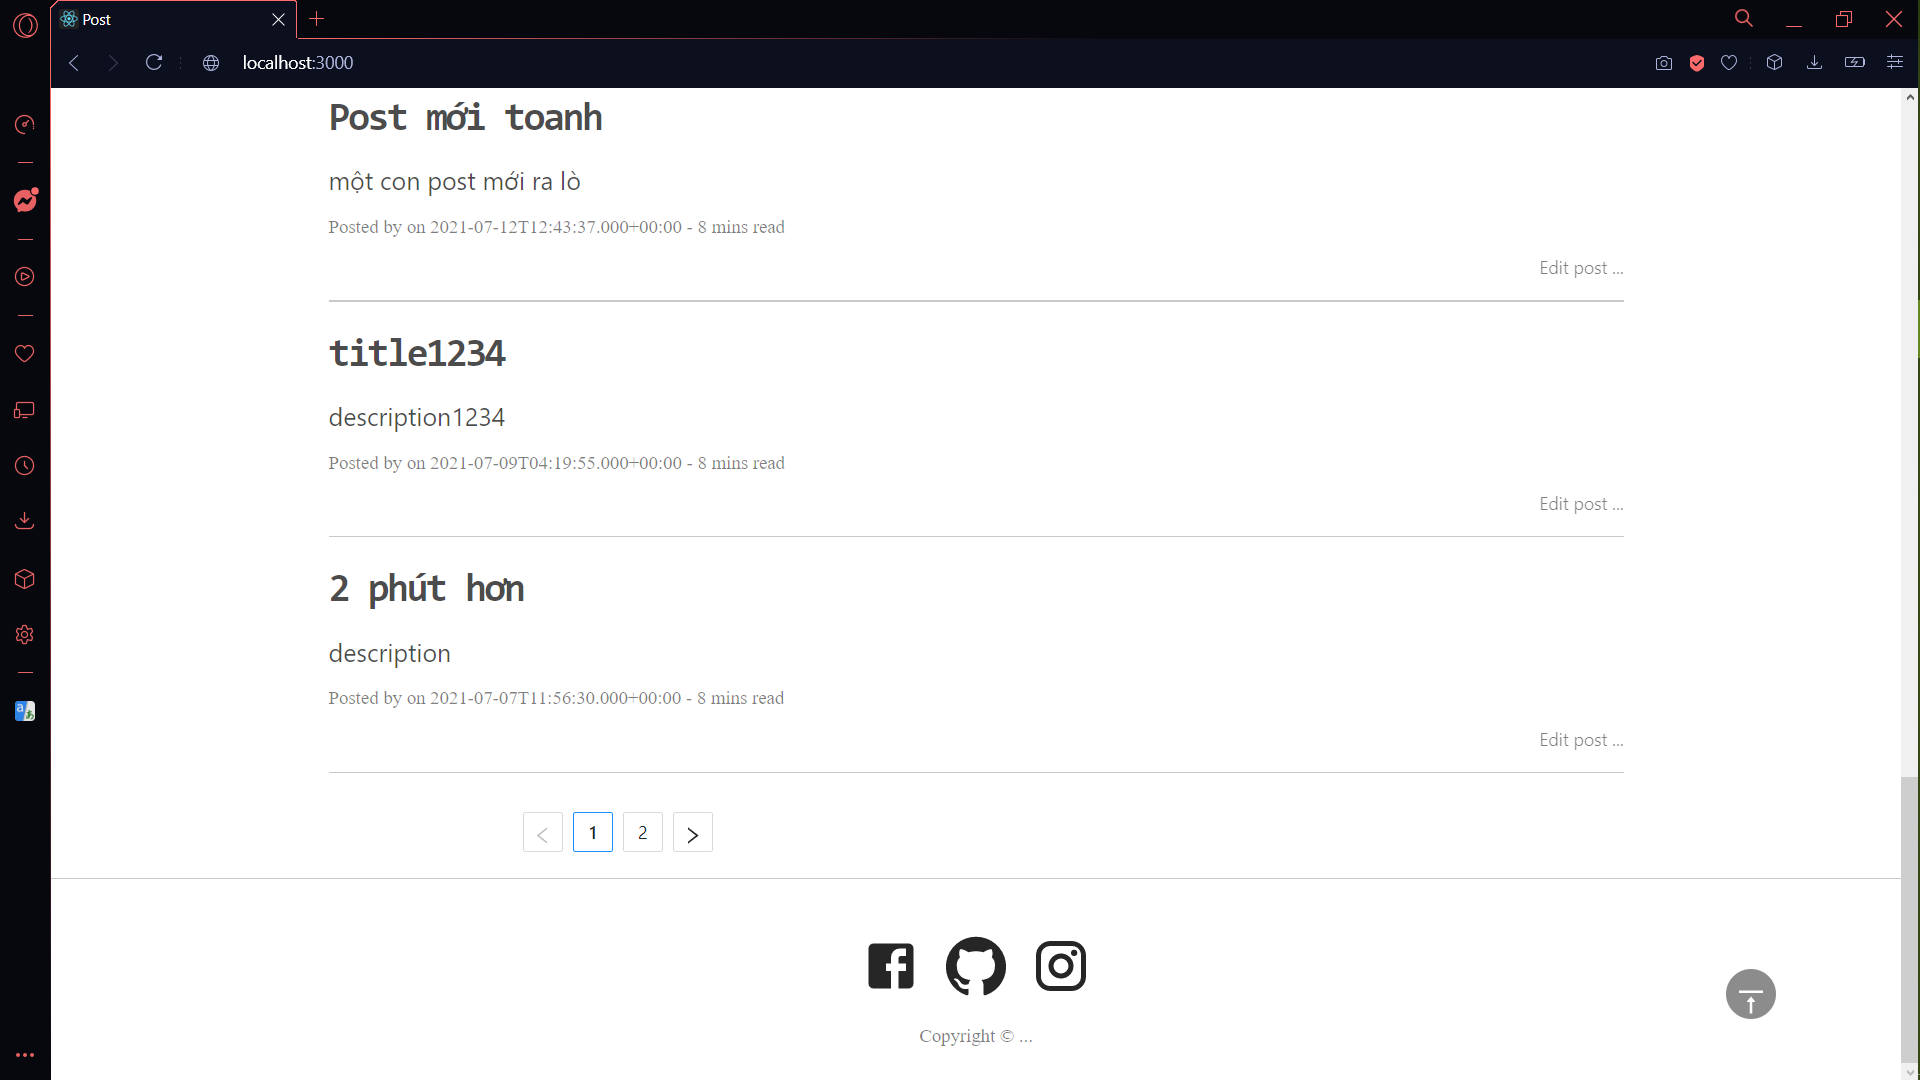 Post
localhost:3000
Post mới toanh
một con post mới ra lò
Posted by on 2021-07-12T12:43:37.000+00:00 - 8 mins read
Edit post ...
title1234
description1234
Posted by on 2021-07-09T04:19:55.000+00:00 - 8 mins read
Edit post ...
2 phút hơn
description
Posted by on 2021-07-07T11:56:30.000+00:00 - 8 mins read
Edit post ...
< 1 2 >
Copyright © ...